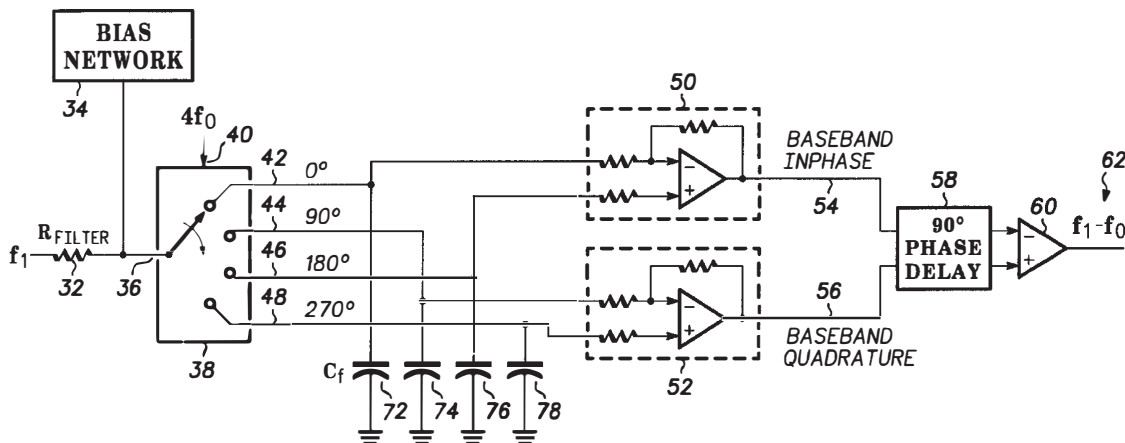 BIAS
NETWORK
34
4f0
40
42
0°
44
90°
46
180°
48
270°
RFILTER
f1
32
36
38
Cf
72
74
76
78
50
−
+
BASEBAND
INPHASE
54
52
−
+
56
BASEBAND
QUADRATURE
58
90°
PHASE
DELAY
60
−
+
62
f1-f0